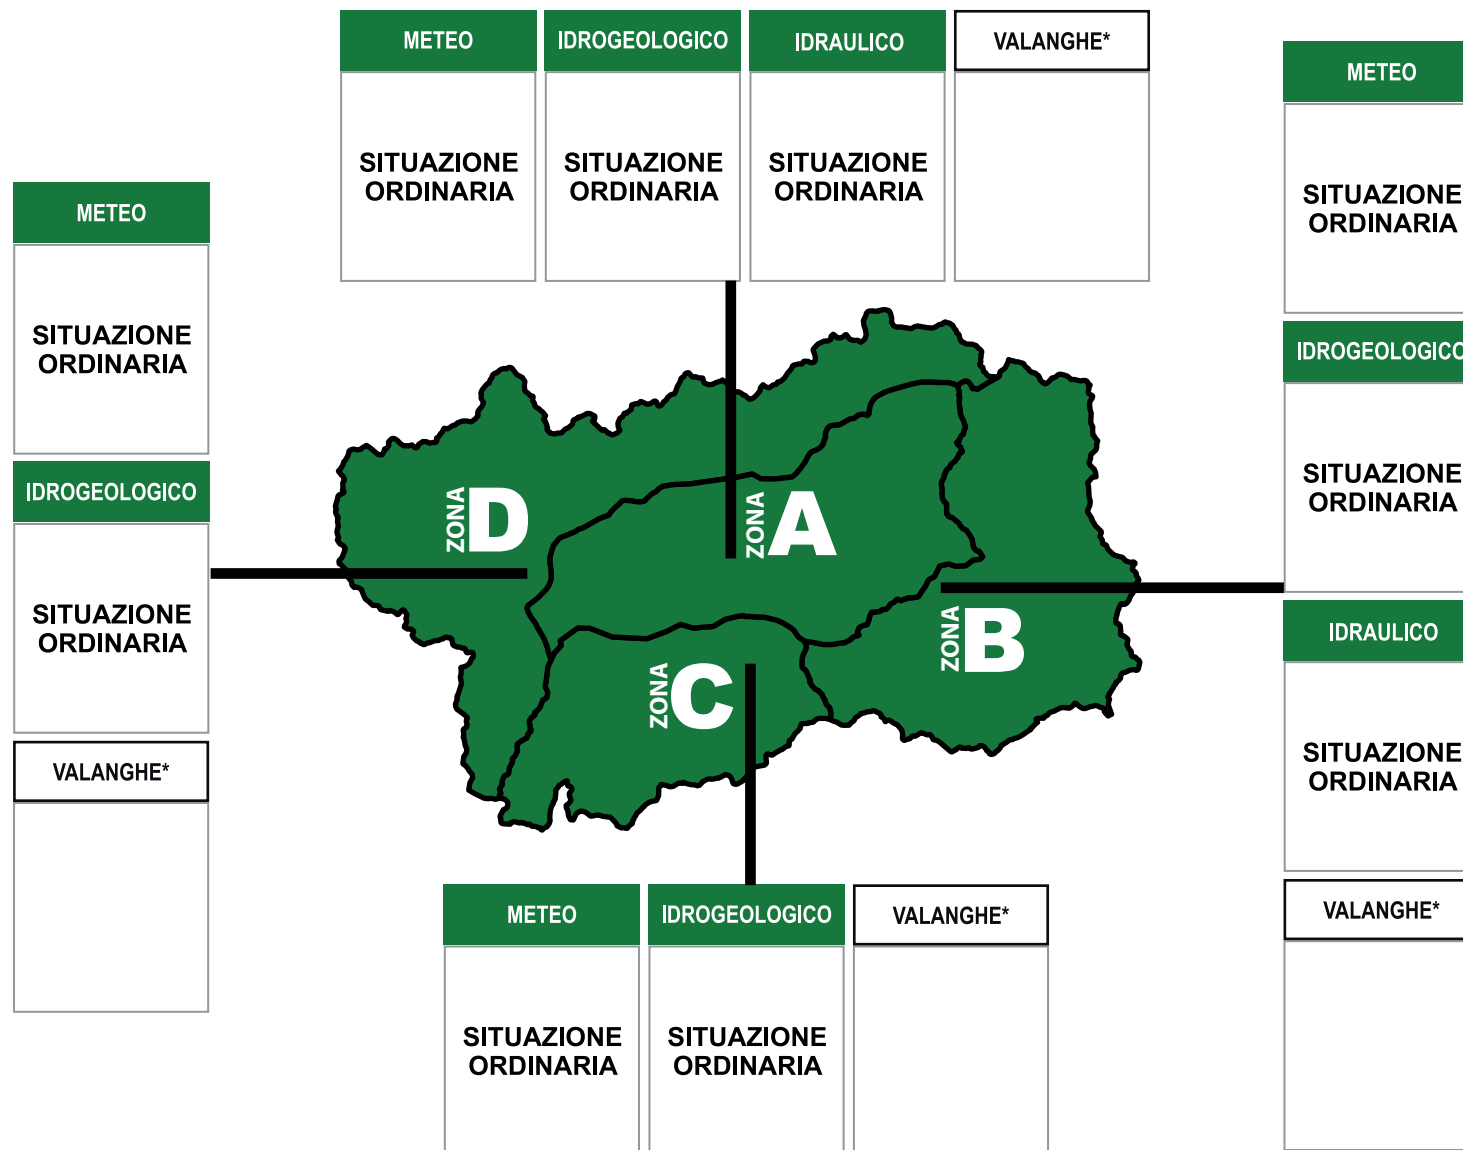 METEO
IDROGEOLOGICO
IDRAULICO
VALANGHE*
SITUAZIONE
ORDINARIA
SITUAZIONE
ORDINARIA
SITUAZIONE
ORDINARIA
METEO
SITUAZIONE
ORDINARIA
IDROGEOLOGICO
SITUAZIONE
ORDINARIA
VALANGHE*
ZONA D
ZONA A
ZONA B
ZONA C
METEO
SITUAZIONE
ORDINARIA
IDROGEOLOGICO
SITUAZIONE
ORDINARIA
IDRAULICO
SITUAZIONE
ORDINARIA
VALANGHE*
METEO
IDROGEOLOGICO
VALANGHE*
SITUAZIONE
ORDINARIA
SITUAZIONE
ORDINARIA